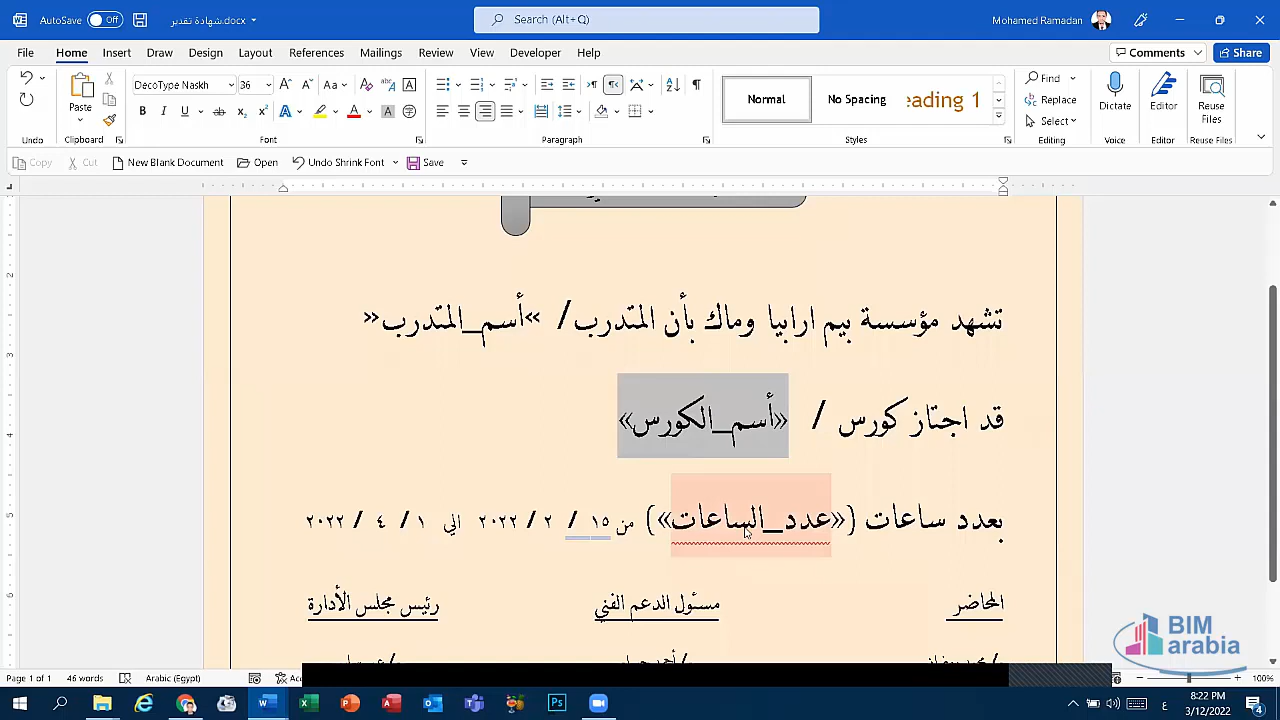 AutoSave Off شهادة تقدير.docx Search (Alt+Q) Mohamed Ramadan
File Home Insert Draw Design Layout References Mailings Review View Developer Help Comments Share
DecoType Naskh 36 Aa Normal No Spacing eading 1 Find
Paste Replace Dictate Editor Reuse Files
Select
Undo Clipboard Font Paragraph Styles Editing Voice Editor Reuse Files
Copy Cut New Blank Document Open Undo Shrink Font Save
تشهد مؤسسة بيم ارابيا وماك بأن المتدرب/ «أسم_المتدرب»
قد اجتاز كورس / «أسم_الكورس»
بعدد ساعات («عدد_الساعات») من ١٥ / ٢ / ٢٠٢٢ الي ١ / ٤ / ٢٠٢٢
المحاضر مسئول الدعم الفني رئيس مجلس الأدارة
BIM
arabia
Page 1 of 1 46 words Arabic (Egypt) 100%
8:22 PM
3/12/2022